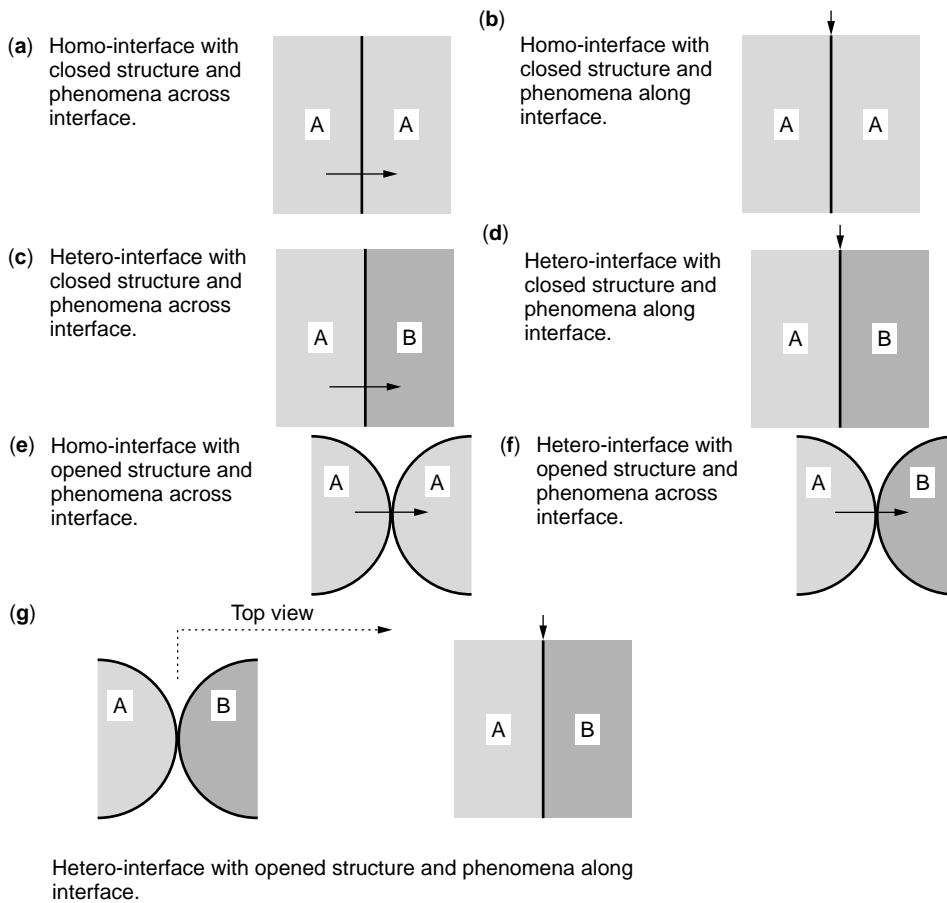 (a) Homo-interface with
closed structure and
phenomena across
interface.
A A
(b) Homo-interface with
closed structure and
phenomena along
interface.
A A
(c) Hetero-interface with
closed structure and
phenomena across
interface.
A B
(d) Hetero-interface with
closed structure and
phenomena along
interface.
A B
(e) Homo-interface with
opened structure and
phenomena across
interface.
A A
(f) Hetero-interface with
opened structure and
phenomena across
interface.
A B
(g)
Top view
A B
A B
Hetero-interface with opened structure and phenomena along
interface.